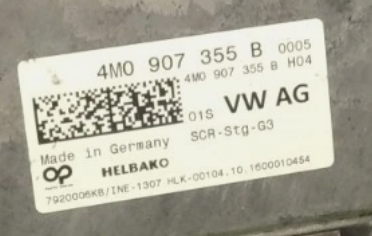 4M0 907 355 B 0005
4M0 907 355 B H04
01S VW AG
SCR-Stg-G3
Made in Germany
HELBAKO
7920006KB/INE-1307 HLK-00104.10.1600010454